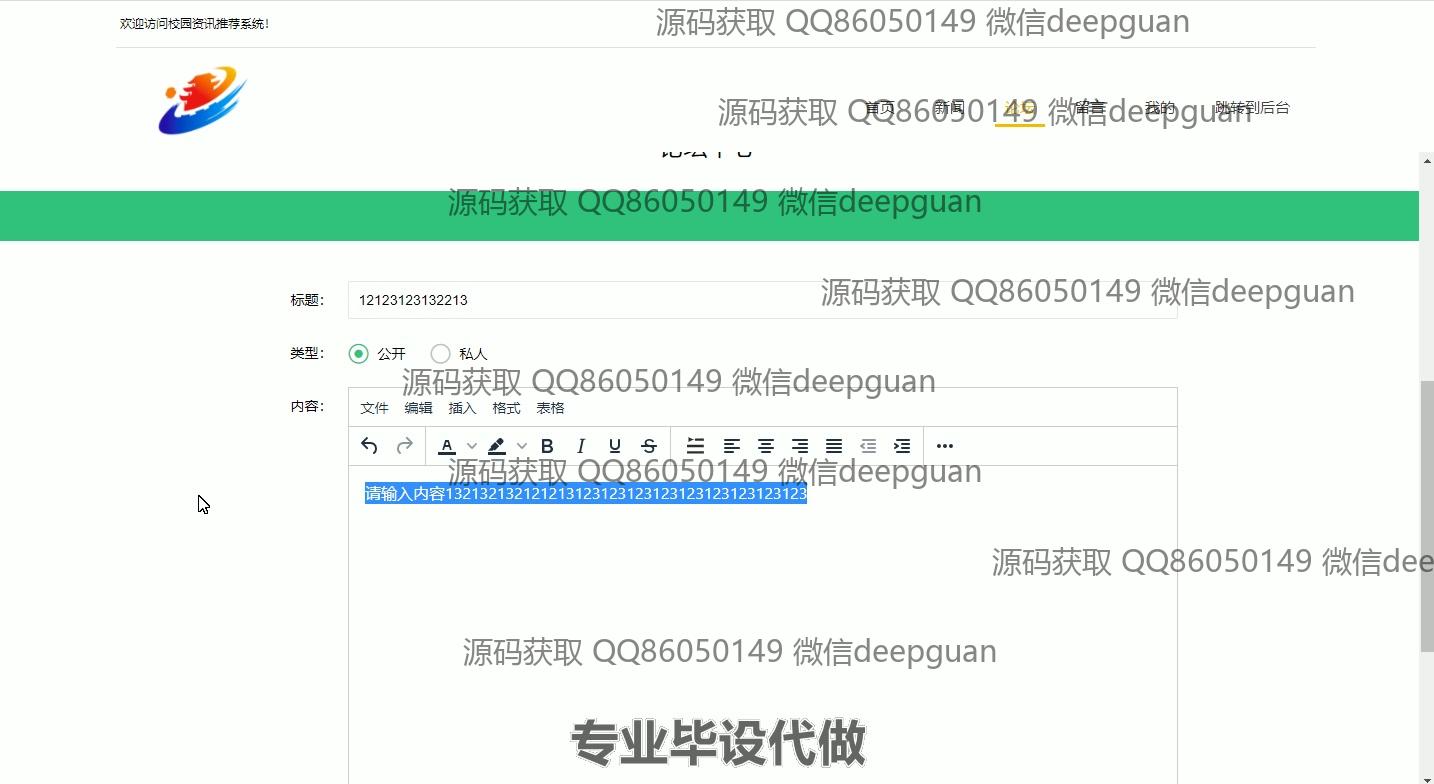 欢迎访问校园资讯推荐系统!
源码获取 QQ86050149 微信deepguan
首页 新闻 论坛 留言 我的 跳转到后台
源码获取 QQ86050149 微信deepguan
论坛中心
源码获取 QQ86050149 微信deepguan
标题: 12123123132213
源码获取 QQ86050149 微信deepguan
类型: 公开 私人
源码获取 QQ86050149 微信deepguan
内容: 文件 编辑 插入 格式 表格
A B I U S
源码获取 QQ86050149 微信deepguan
请输入内容132132132121213123123123123123123123123
源码获取 QQ86050149 微信dee
源码获取 QQ86050149 微信deepguan
专业毕设代做